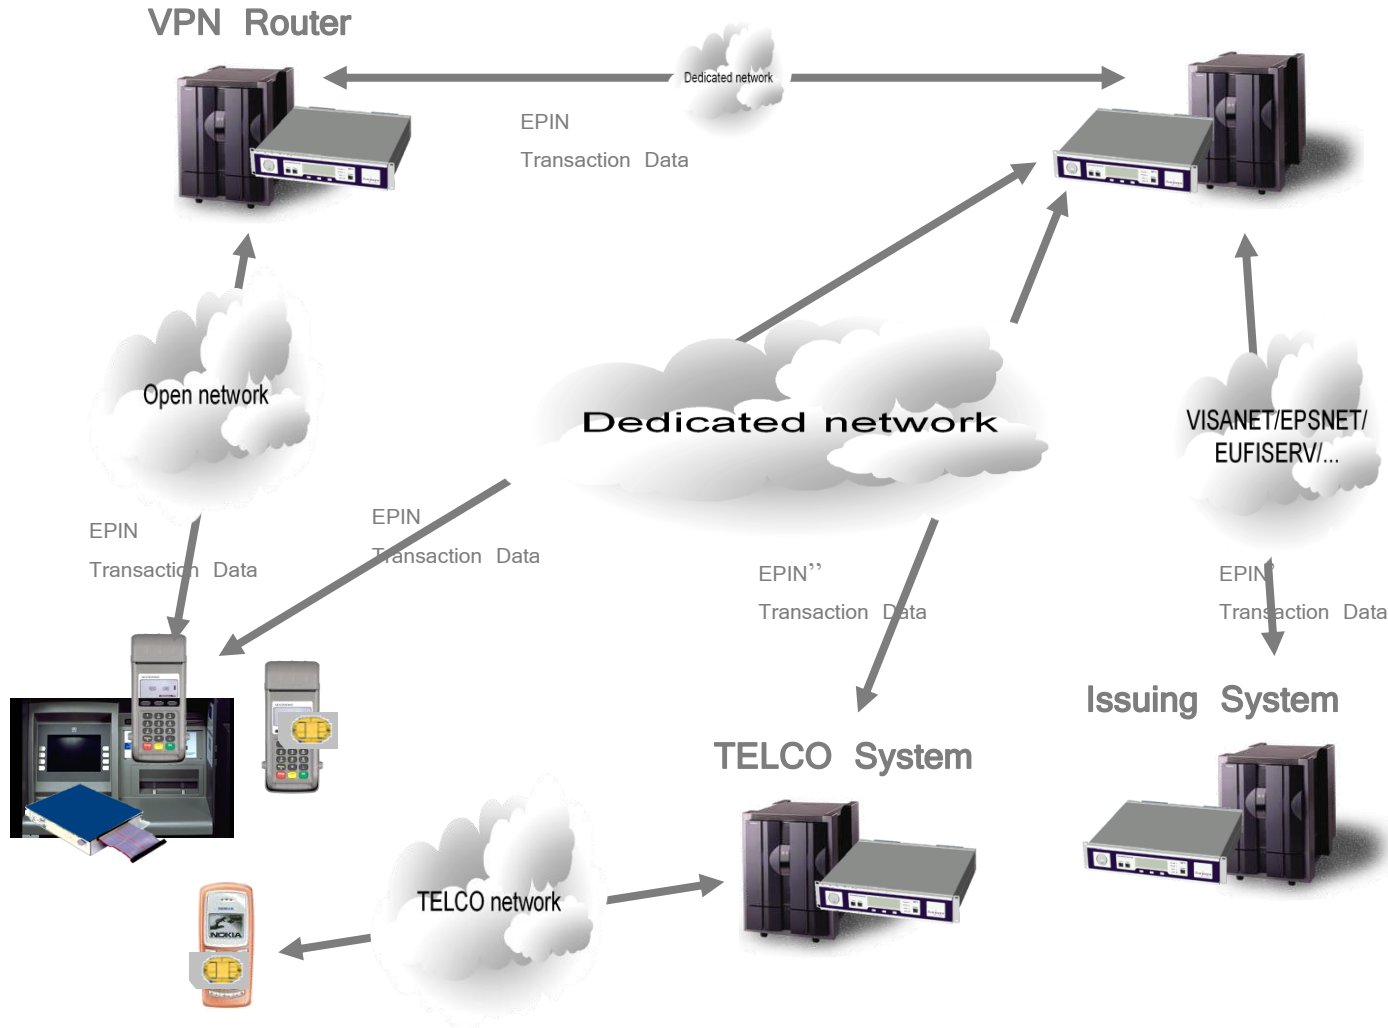 VPN Router
Dedicated network
EPIN
Transaction Data
Open network
Dedicated network
VISANET/EPSNET/
EUFISERV/...
EPIN
Transaction Data
EPIN
Transaction Data
EPIN’’
Transaction Data
EPIN’
Transaction Data
Issuing System
TELCO System
TELCO network
NOKIA
NOKIA